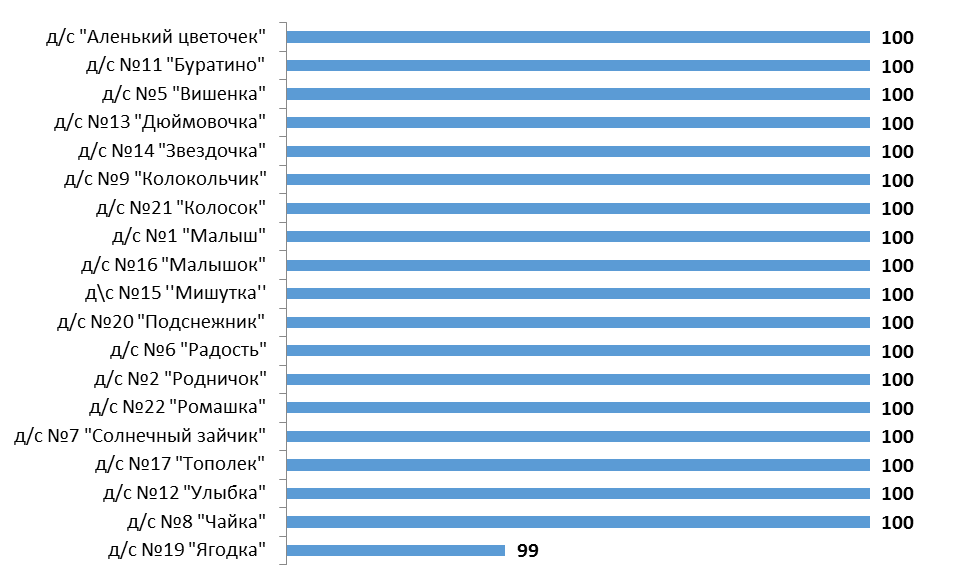 д/с "Аленький цветочек" 100
д/с №11 "Буратино" 100
д/с №5 "Вишенка" 100
д/с №13 "Дюймовочка" 100
д/с №14 "Звездочка" 100
д/с №9 "Колокольчик" 100
д/с №21 "Колосок" 100
д/с №1 "Малыш" 100
д/с №16 "Малышок" 100
д\с №15 ''Мишутка'' 100
д/с №20 "Подснежник" 100
д/с №6 "Радость" 100
д/с №2 "Родничок" 100
д/с №22 "Ромашка" 100
д/с №7 "Солнечный зайчик" 100
д/с №17 "Тополек" 100
д/с №12 "Улыбка" 100
д/с №8 "Чайка" 100
д/с №19 "Ягодка" 99